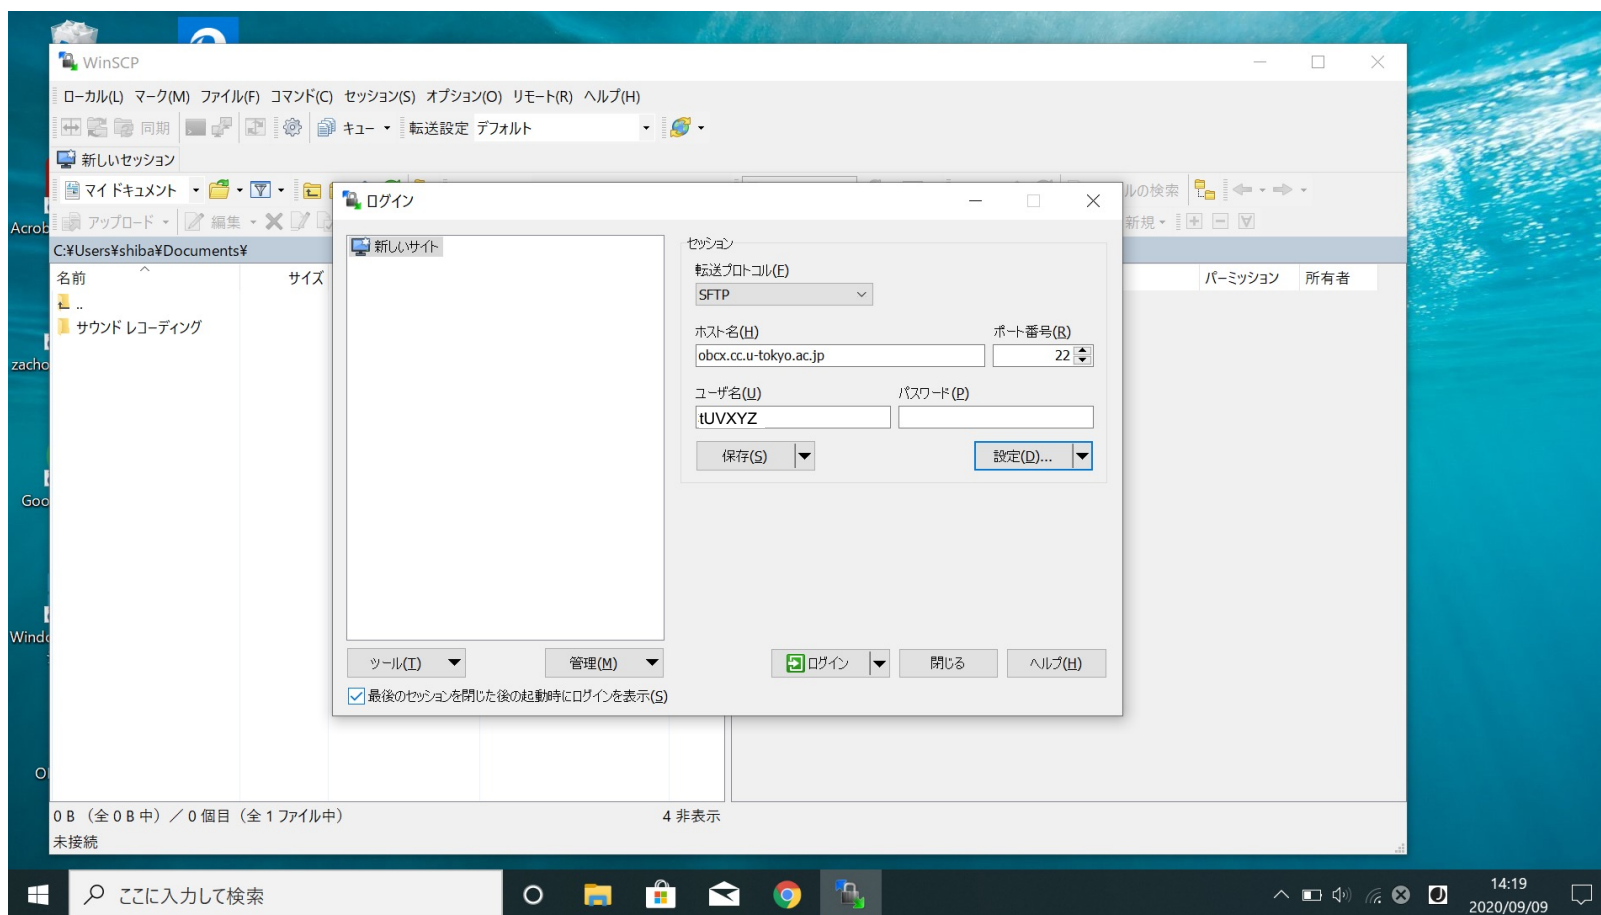 WinSCP
ローカル(L) マーク(M) ファイル(F) コマンド(C) セッション(S) オプション(O) リモート(R) ヘルプ(H)
同期 キュー 転送設定 デフォルト
新しいセッション
マイ ドキュメント ルの検索
アップロード 編集 新規
C:¥Users¥shiba¥Documents¥
名前 サイズ パーミッション 所有者
..
サウンド レコーディング
ログイン
新しいサイト
セッション
転送プロトコル(F)
SFTP
ホスト名(H) ポート番号(R)
obcx.cc.u-tokyo.ac.jp 22
ユーザ名(U) パスワード(P)
tUVXYZ
保存(S) 設定(D)...
ツール(T) 管理(M) ログイン 閉じる ヘルプ(H)
最後のセッションを閉じた後の起動時にログインを表示(S)
0 B （全 0 B 中）／ 0 個目（全 1 ファイル中） 4 非表示
未接続
Acrob
zacho
Goo
Windo
ここに入力して検索
14:19
2020/09/09